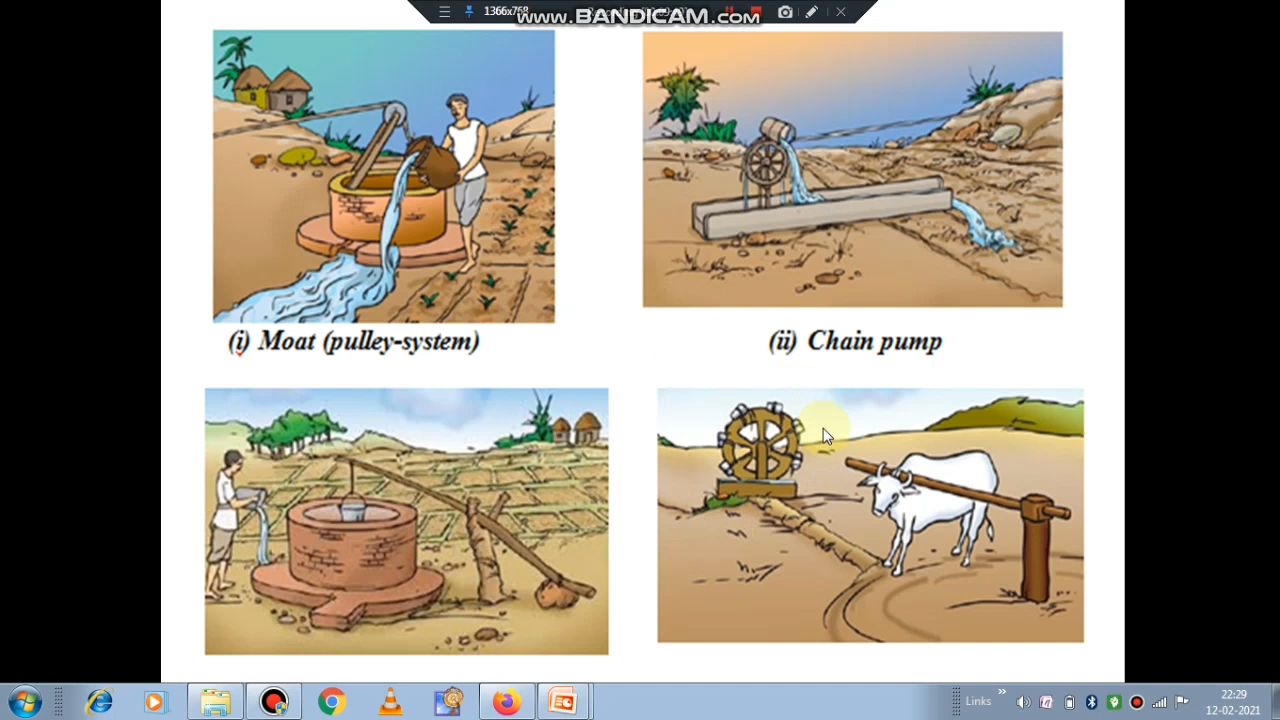 1366x768
www.BANDICAM.com
(i) Moat (pulley-system)
(ii) Chain pump
Links
22:29
12-02-2021